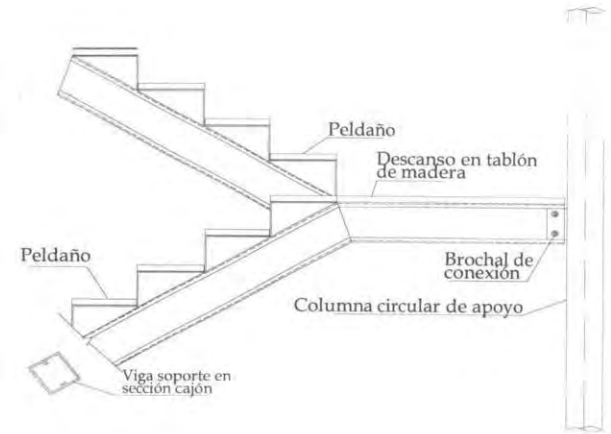 Peldaño
Descanso en tablón
de madera
Peldaño
Brochal de
conexión
Columna circular de apoyo
Viga soporte en
sección cajón